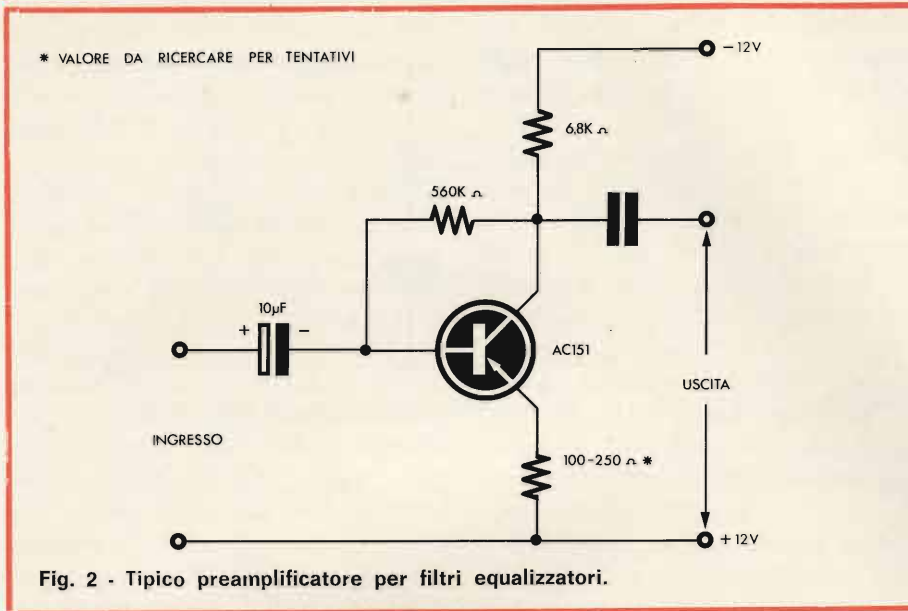 * VALORE DA RICERCARE PER TENTATIVI
−12V
6,8K Ω
560K Ω
10µF
+ −
AC151
USCITA
INGRESSO
100-250 Ω *
+12V
Fig. 2 - Tipico preamplificatore per filtri equalizzatori.